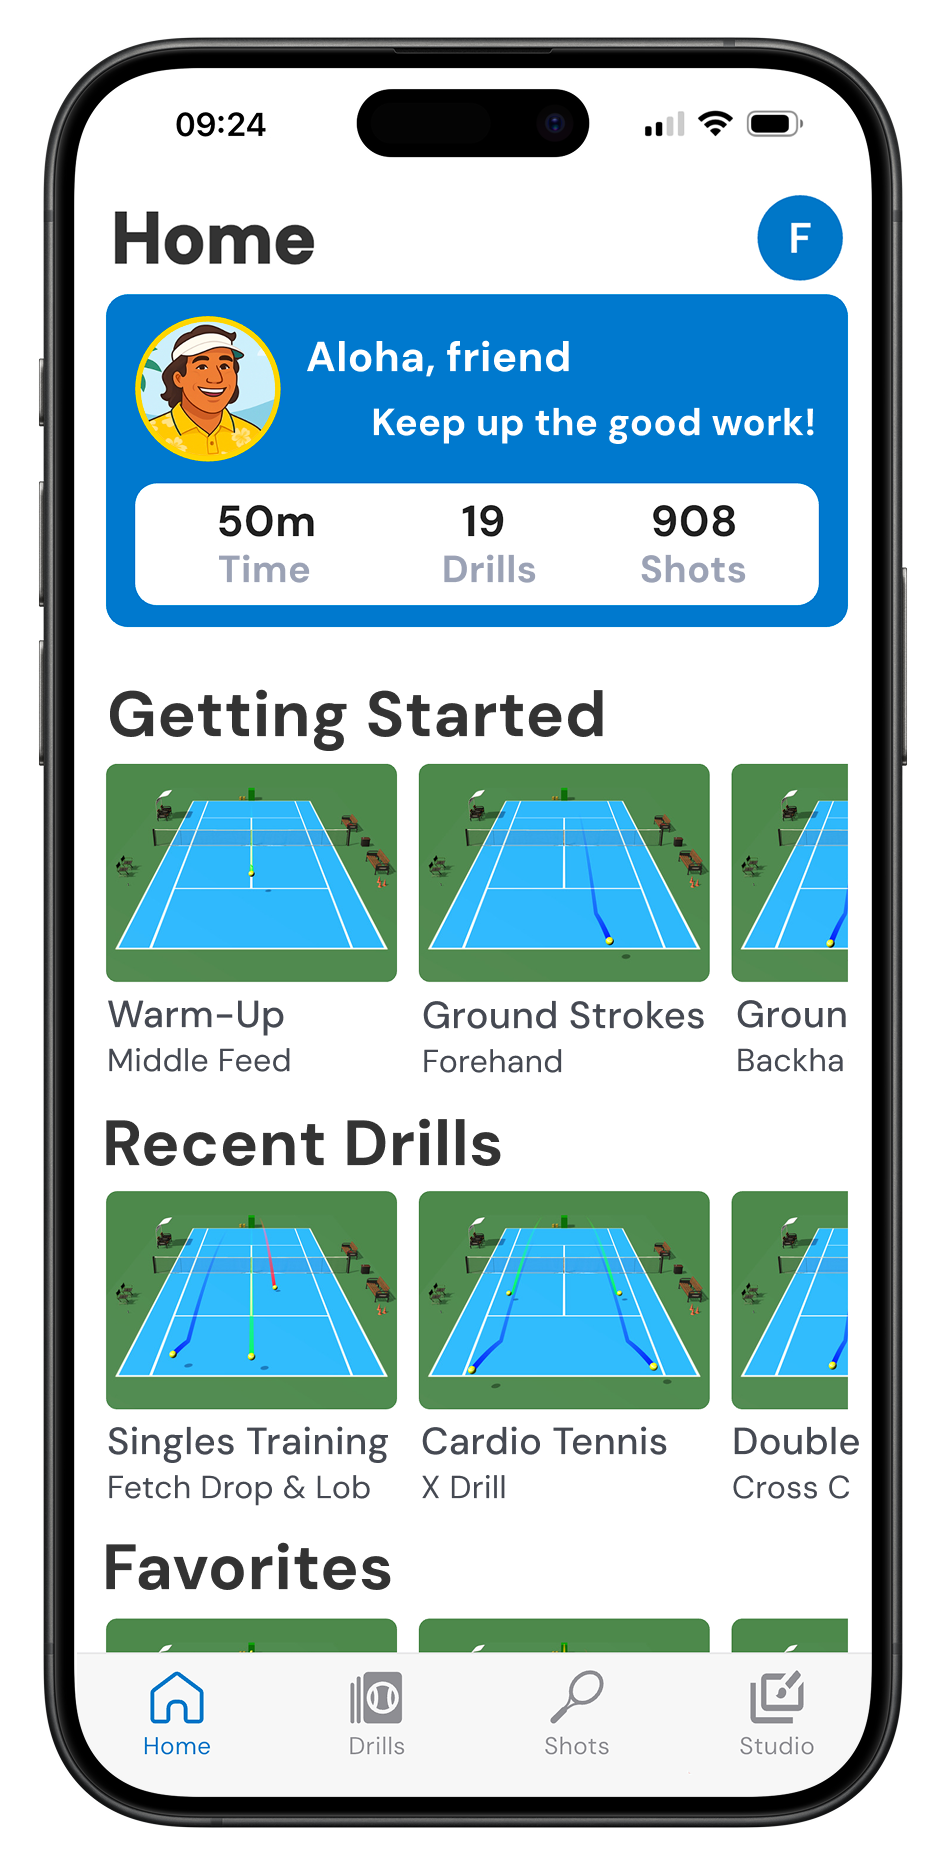 09:24
Home
F
Aloha, friend
Keep up the good work!
50m 19 908
Time Drills Shots
Getting Started
Warm-Up Ground Strokes Groun
Middle Feed Forehand Backha
Recent Drills
Singles Training Cardio Tennis Double
Fetch Drop & Lob X Drill Cross C
Favorites
Home Drills Shots Studio